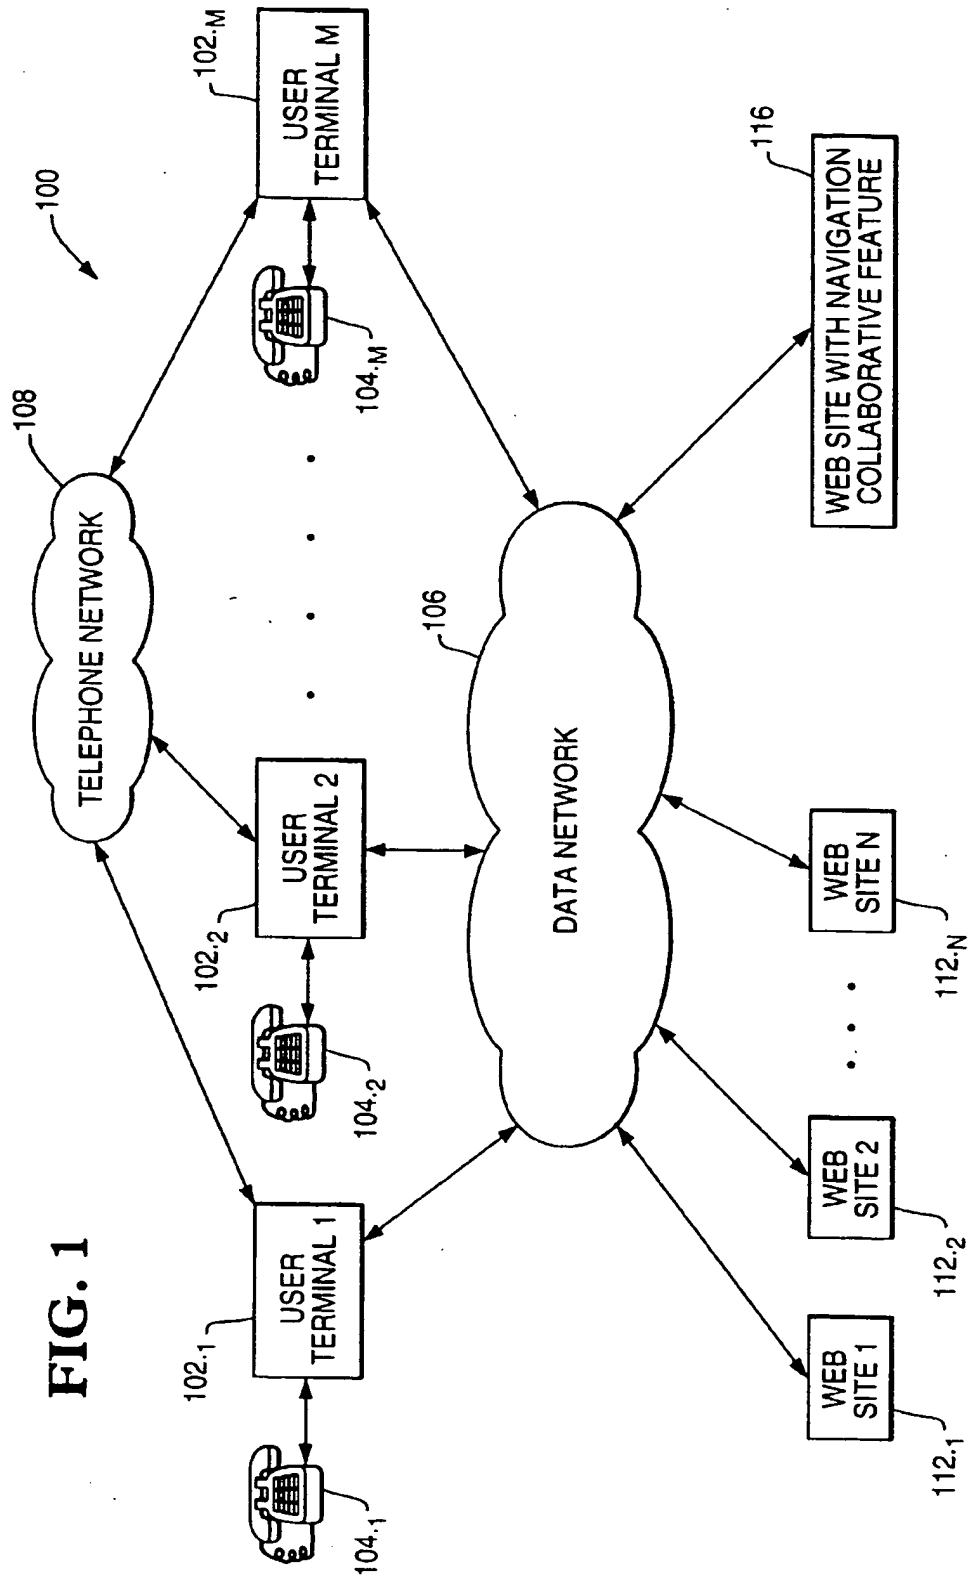 FIG. 1
100
TELEPHONE NETWORK
108
102.1
USER
TERMINAL 1
104.1
102.2
USER
TERMINAL 2
104.2
102.M
USER
TERMINAL M
104.M
DATA NETWORK
106
WEB
SITE 1
112.1
WEB
SITE 2
112.2
WEB
SITE N
112.N
WEB SITE WITH NAVIGATION
COLLABORATIVE FEATURE
116